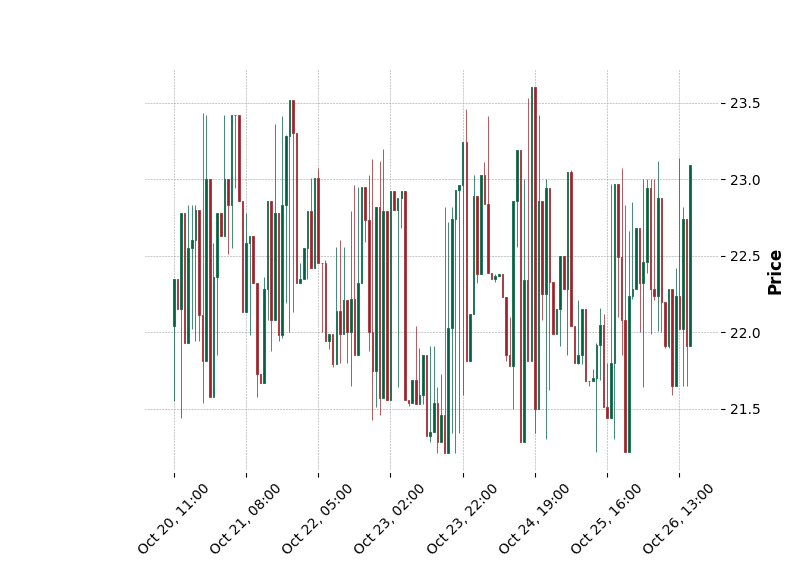 23.5
23.0
22.5
22.0
21.5
Price
Oct 20, 11:00
Oct 21, 08:00
Oct 22, 05:00
Oct 23, 02:00
Oct 23, 22:00
Oct 24, 19:00
Oct 25, 16:00
Oct 26, 13:00